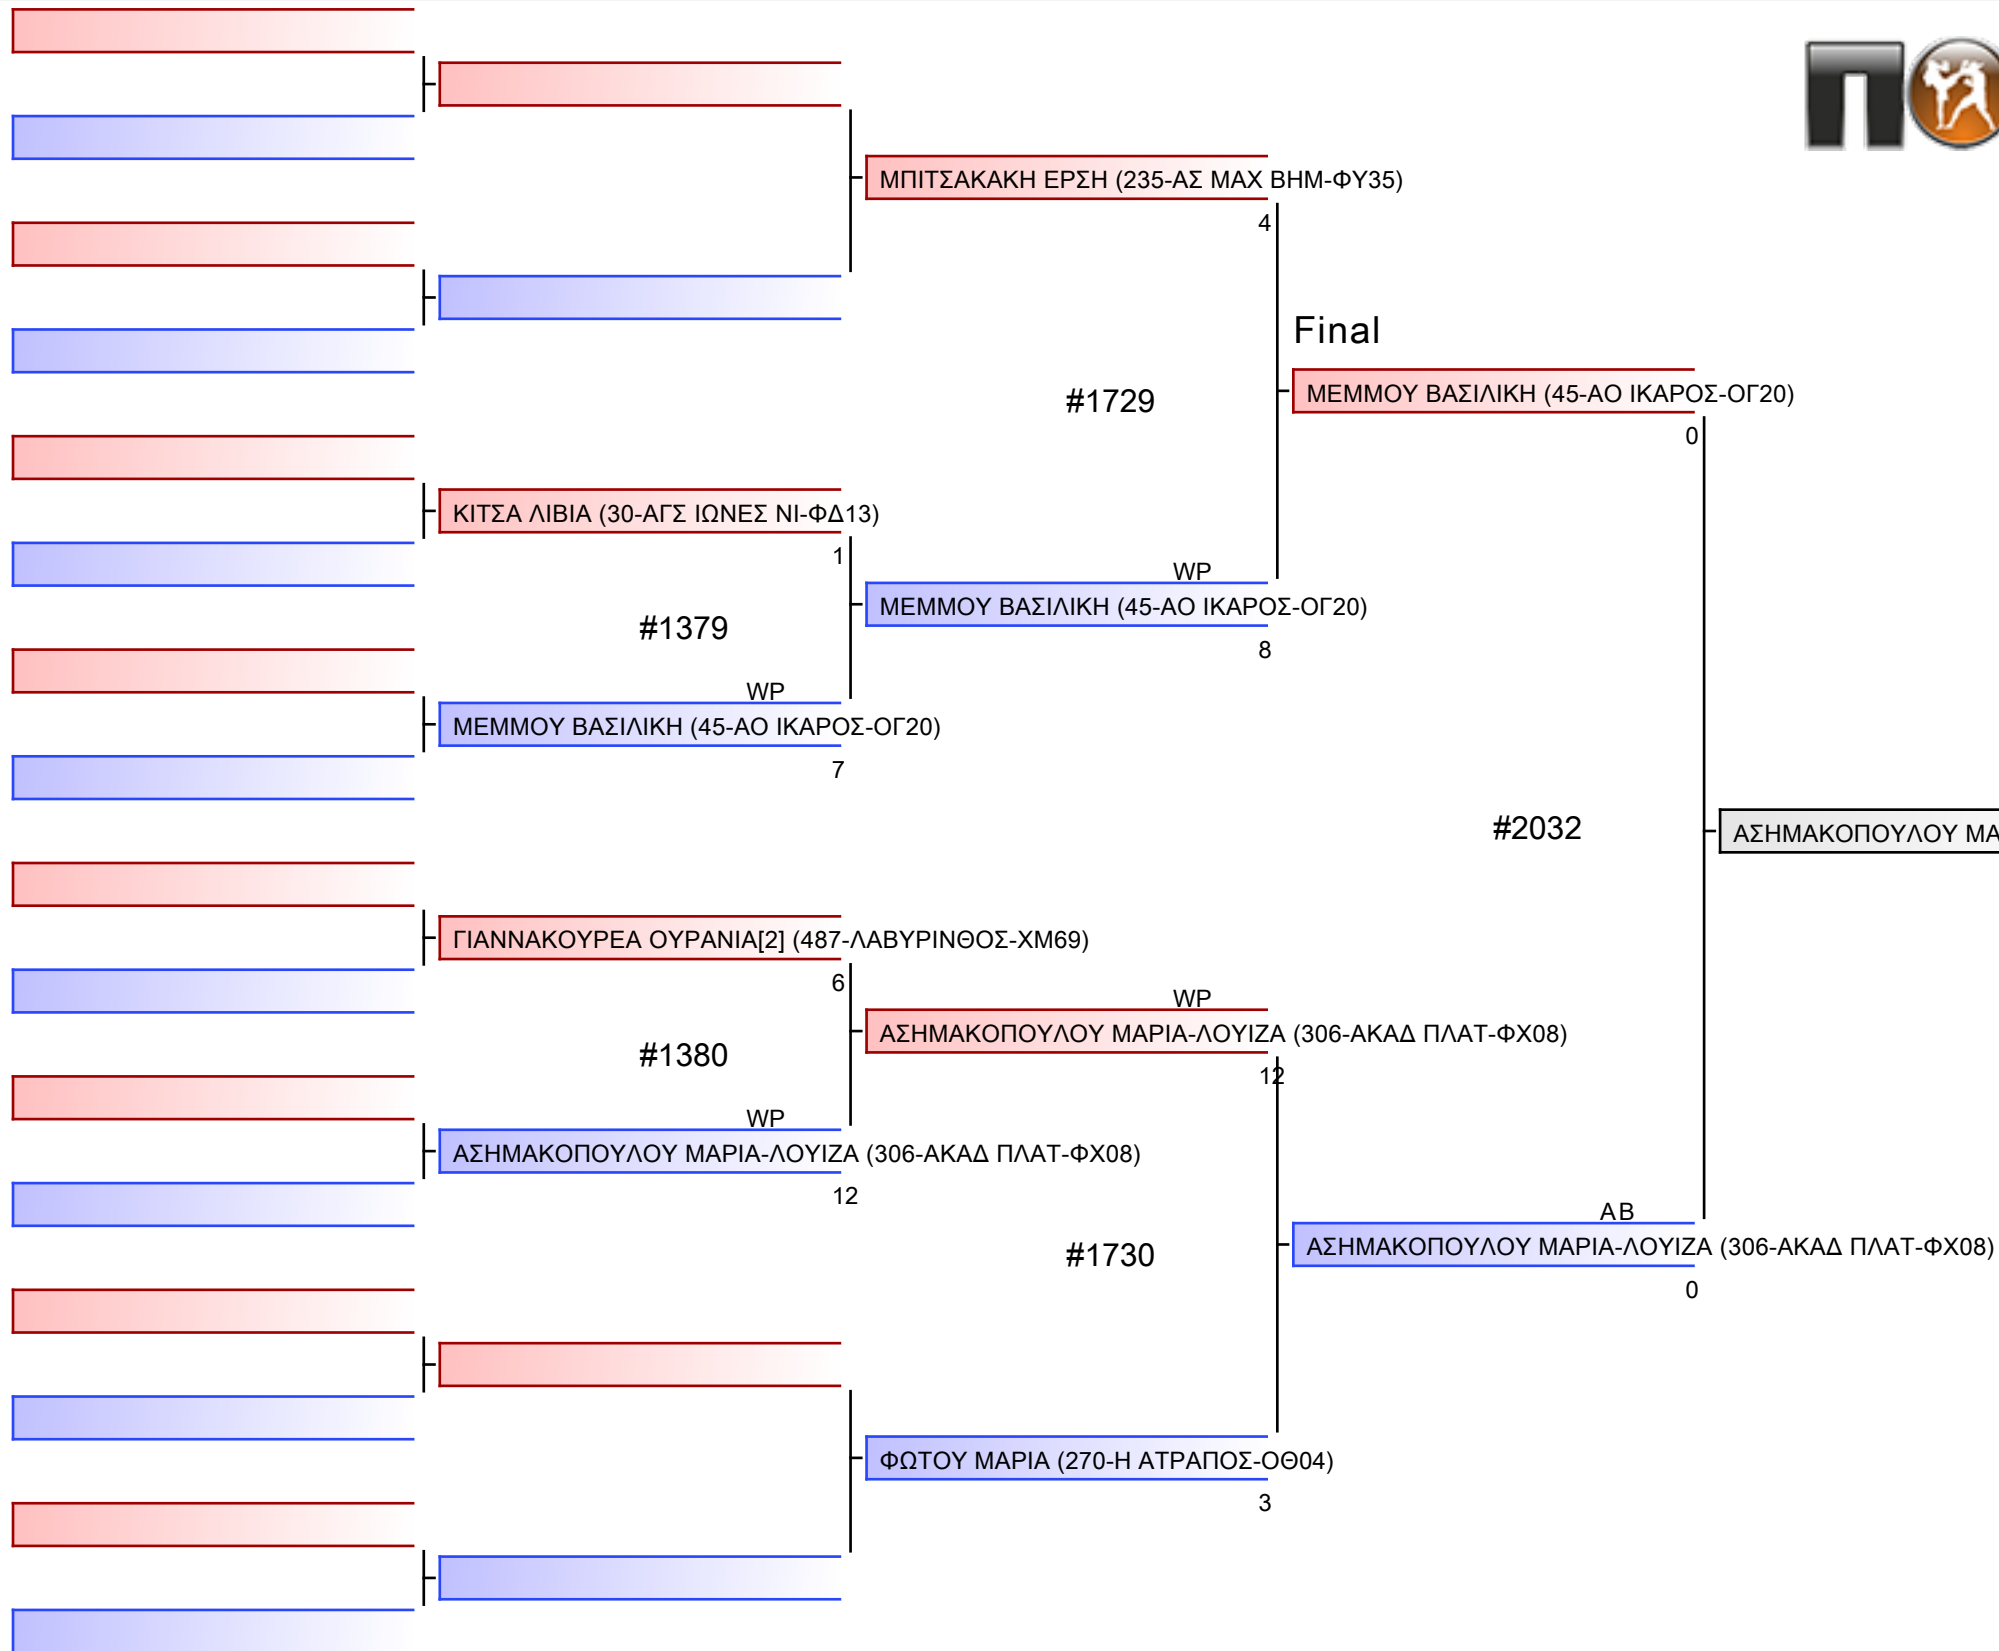 ΠΟ
ΜΠΙΤΣΑΚΑΚΗ ΕΡΣΗ (235-ΑΣ ΜΑΧ ΒΗΜ-ΦΥ35)
4
Final
#1729
ΜΕΜΜΟΥ ΒΑΣΙΛΙΚΗ (45-ΑΟ ΙΚΑΡΟΣ-ΟΓ20)
0
ΚΙΤΣΑ ΛΙΒΙΑ (30-ΑΓΣ ΙΩΝΕΣ ΝΙ-ΦΔ13)
1
WP
ΜΕΜΜΟΥ ΒΑΣΙΛΙΚΗ (45-ΑΟ ΙΚΑΡΟΣ-ΟΓ20)
8
#1379
WP
ΜΕΜΜΟΥ ΒΑΣΙΛΙΚΗ (45-ΑΟ ΙΚΑΡΟΣ-ΟΓ20)
7
#2032
ΑΣΗΜΑΚΟΠΟΥΛΟΥ ΜΑ
ΓΙΑΝΝΑΚΟΥΡΕΑ ΟΥΡΑΝΙΑ[2] (487-ΛΑΒΥΡΙΝΘΟΣ-ΧΜ69)
6
WP
ΑΣΗΜΑΚΟΠΟΥΛΟΥ ΜΑΡΙΑ-ΛΟΥΙΖΑ (306-ΑΚΑΔ ΠΛΑΤ-ΦΧ08)
12
#1380
WP
ΑΣΗΜΑΚΟΠΟΥΛΟΥ ΜΑΡΙΑ-ΛΟΥΙΖΑ (306-ΑΚΑΔ ΠΛΑΤ-ΦΧ08)
12
#1730
AB
ΑΣΗΜΑΚΟΠΟΥΛΟΥ ΜΑΡΙΑ-ΛΟΥΙΖΑ (306-ΑΚΑΔ ΠΛΑΤ-ΦΧ08)
0
ΦΩΤΟΥ ΜΑΡΙΑ (270-Η ΑΤΡΑΠΟΣ-ΟΘ04)
3